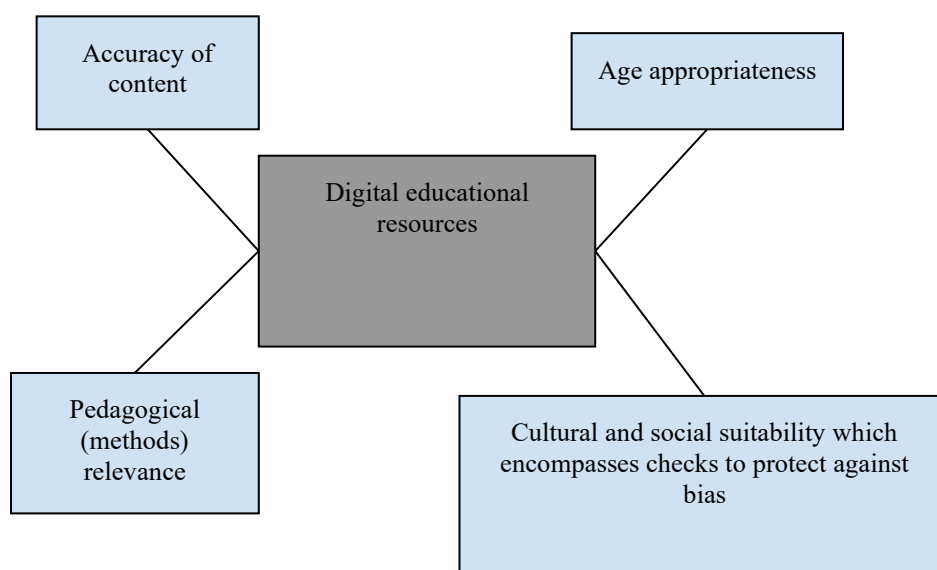 Accuracy of
content
Age appropriateness
Digital educational
resources
Pedagogical
(methods)
relevance
Cultural and social suitability which
encompasses checks to protect against
bias